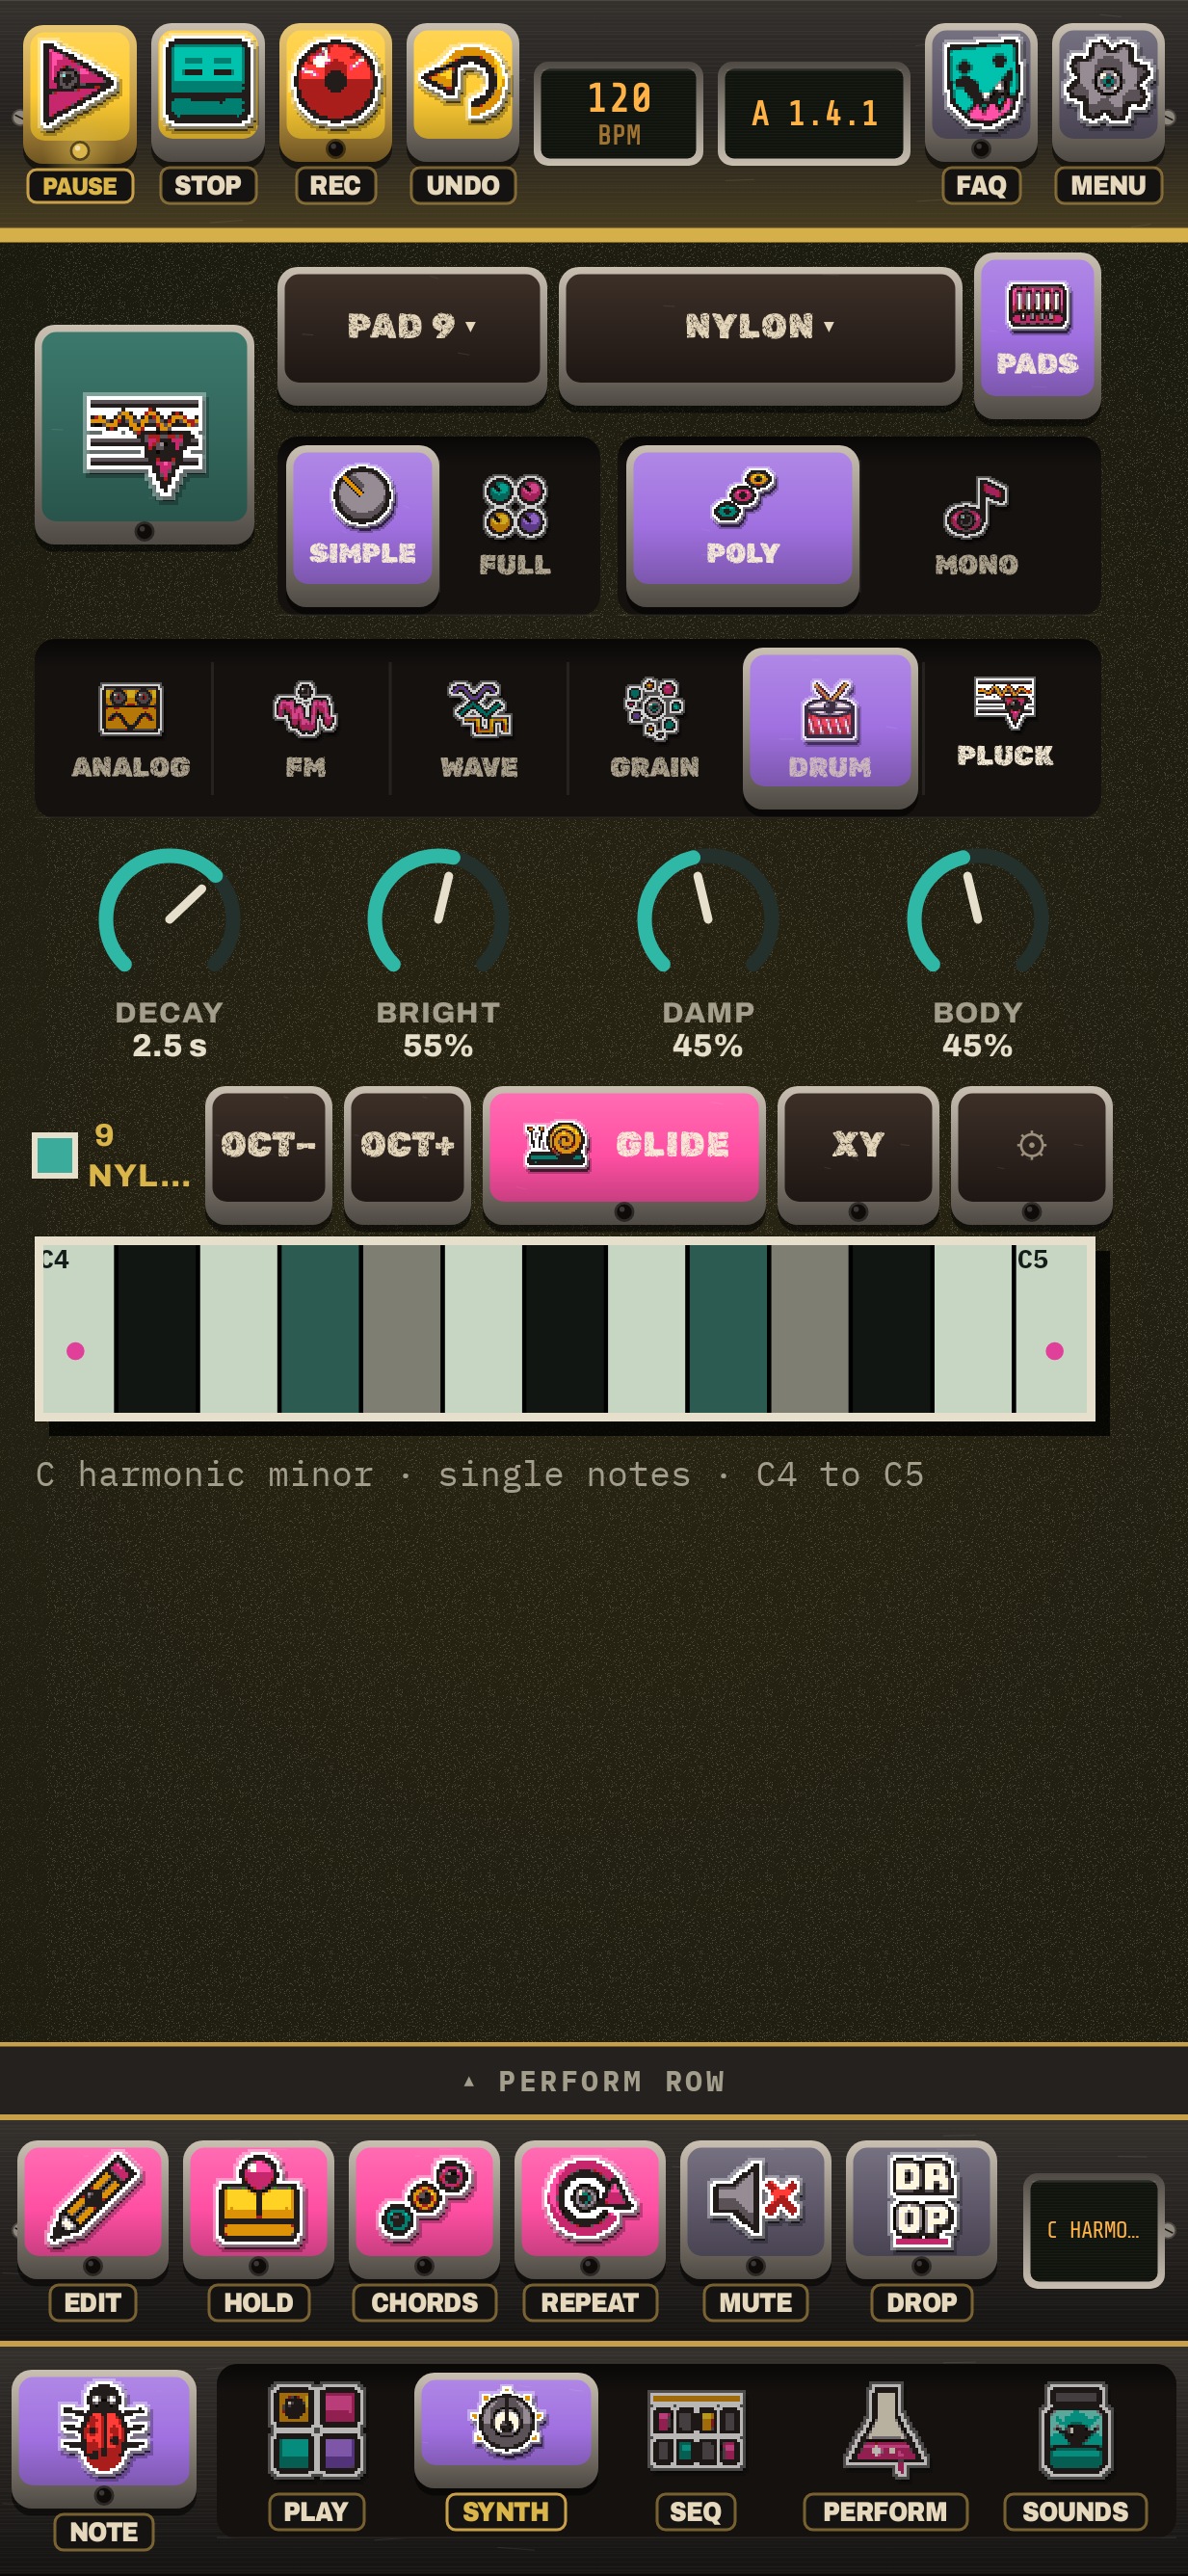 120
BPM
A 1.4.1
PAUSE
STOP
REC
UNDO
FAQ
MENU
PAD 9 ▾
NYLON ▾
PADS
SIMPLE
FULL
POLY
MONO
ANALOG
FM
WAVE
GRAIN
DRUM
PLUCK
DECAY
2.5 s
BRIGHT
55%
DAMP
45%
BODY
45%
9
NYL...
OCT-
OCT+
GLIDE
XY
C4
C5
C harmonic minor · single notes · C4 to C5
▴ PERFORM ROW
DR
OP
C HARMO…
EDIT
HOLD
CHORDS
REPEAT
MUTE
DROP
NOTE
PLAY
SYNTH
SEQ
PERFORM
SOUNDS